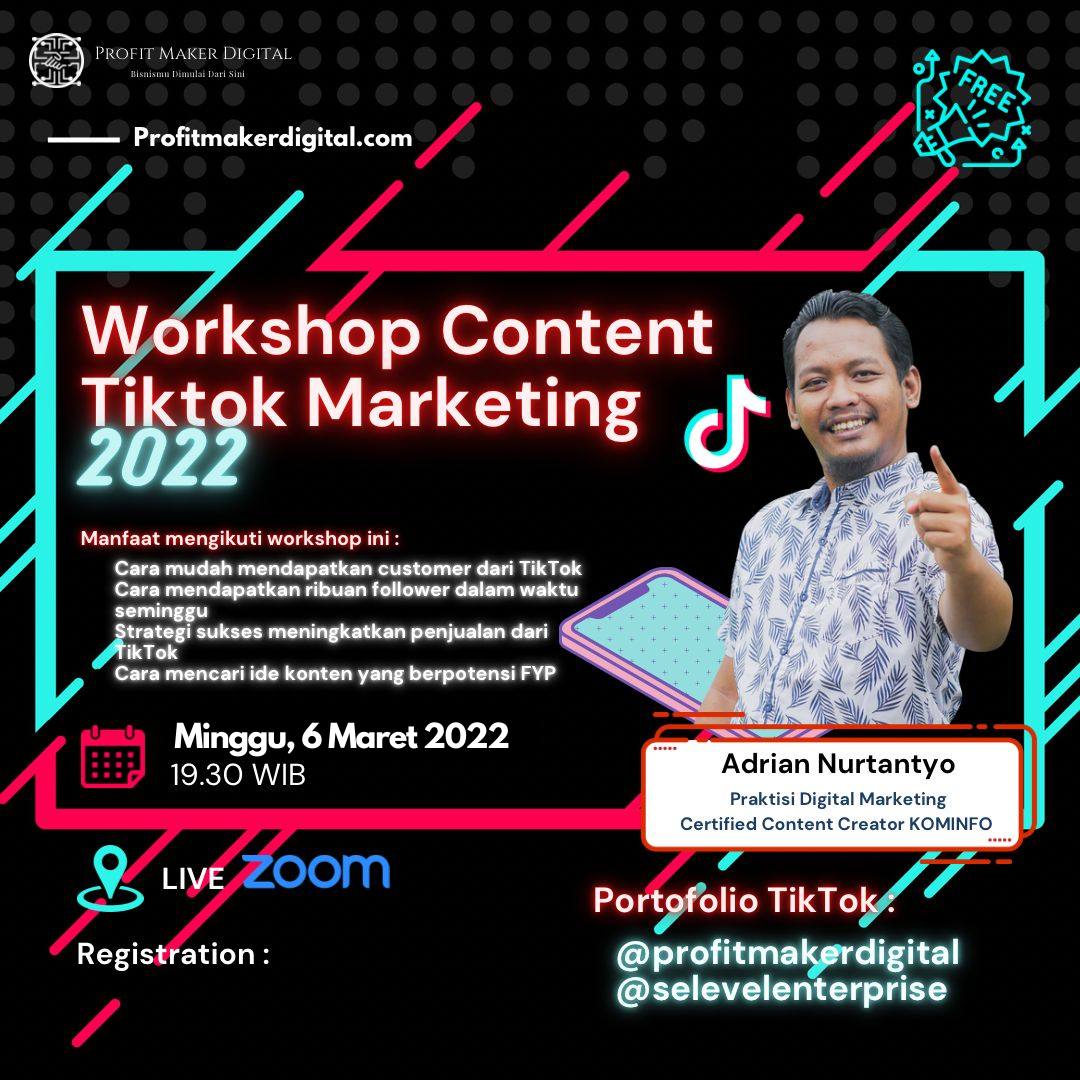 PROFIT MAKER DIGITAL
Bisnismu Dimulai Dari Sini
Profitmakerdigital.com
FREE
Workshop Content
Tiktok Marketing
2022
Manfaat mengikuti workshop ini :
Cara mudah mendapatkan customer dari TikTok
Cara mendapatkan ribuan follower dalam waktu
seminggu
Strategi sukses meningkatkan penjualan dari
TikTok
Cara mencari ide konten yang berpotensi FYP
Minggu, 6 Maret 2022
19.30 WIB
Adrian Nurtantyo
Praktisi Digital Marketing
Certified Content Creator KOMINFO
LIVE zoom
Registration :
Portofolio TikTok :
@profitmakerdigital
@selevelenterprise